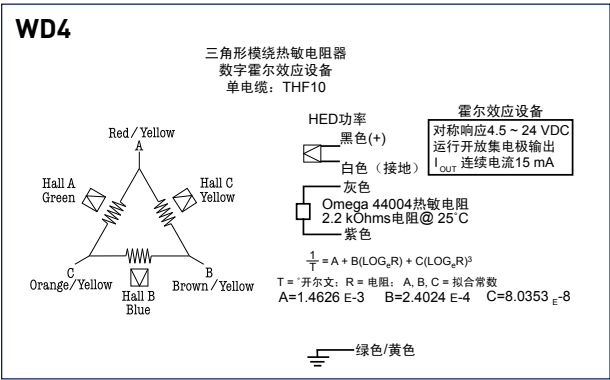 WD4
三角形模绕热敏电阻器
数字霍尔效应设备
单电缆：THF10
Red/Yellow
A
Hall A
Green
Hall C
Yellow
C
Orange/Yellow
Hall B
Blue
B
Brown/Yellow
HED功率
黑色(+)
白色（接地）
灰色
Omega 44004热敏电阻
2.2 kOhms电阻@ 25°C
紫色
霍尔效应设备
对称响应4.5 ~ 24 VDC
运行开放集电极输出
I_OUT 连续电流15 mA
1/T = A + B(LOGeR) + C(LOGeR)³
T = °开尔文；R = 电阻； A, B, C = 拟合常数
A=1.4626 E-3 B=2.4024 E-4 C=8.0353 E-8
绿色/黄色